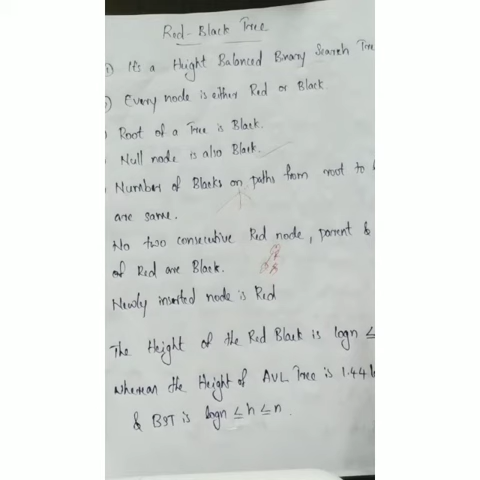 Red-Black Tree
1) It's a Hieght Balanced Binary Search Tree
2) Every node is either Red or Black.
Root of a Tree is Black.
Null node is also Black.
Number of Blacks on paths from root to
are same.
No two consecutive Red node, parent &
of Red are Black.
Newly inserted node is Red
The Height of the Red Black is logn ≤
whereas the Height of AVL Tree is 1.44
& BST is logn ≤ h ≤ n.